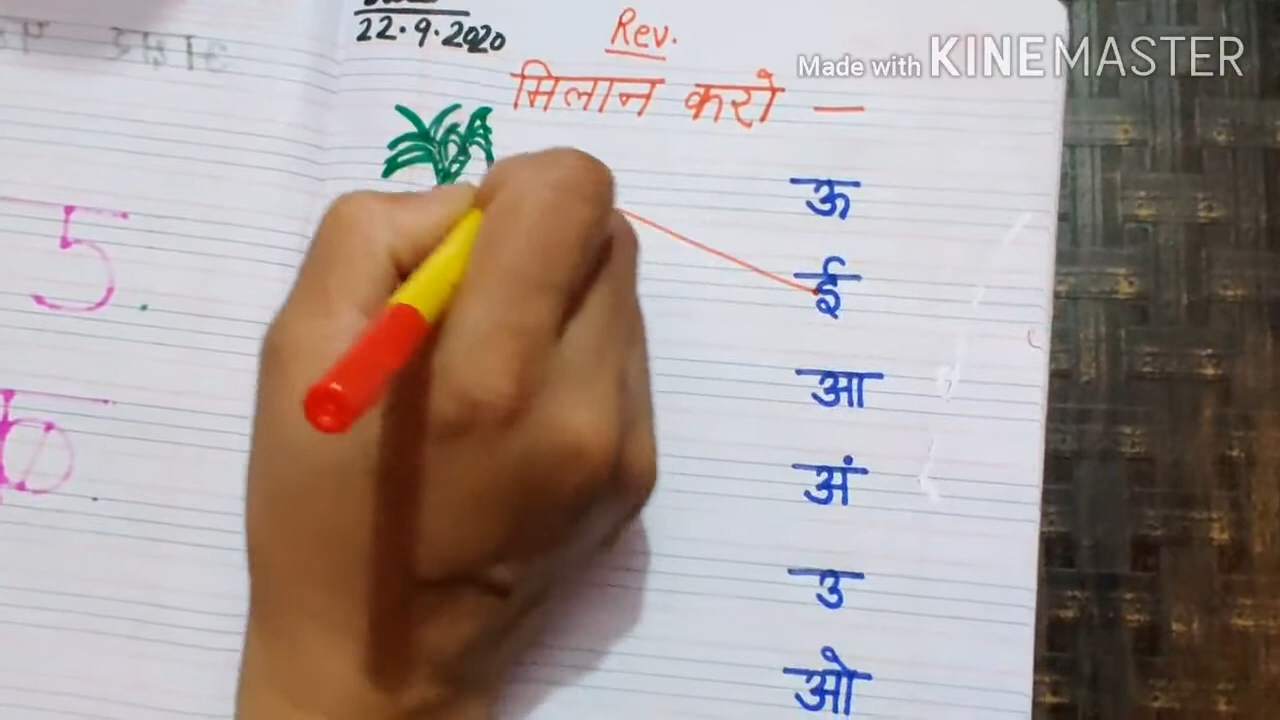 22.9.2020
Rev.
Made with KINEMASTER
मिलान करो —
ऊ
ई
5.
आ
अं
उ
ओ